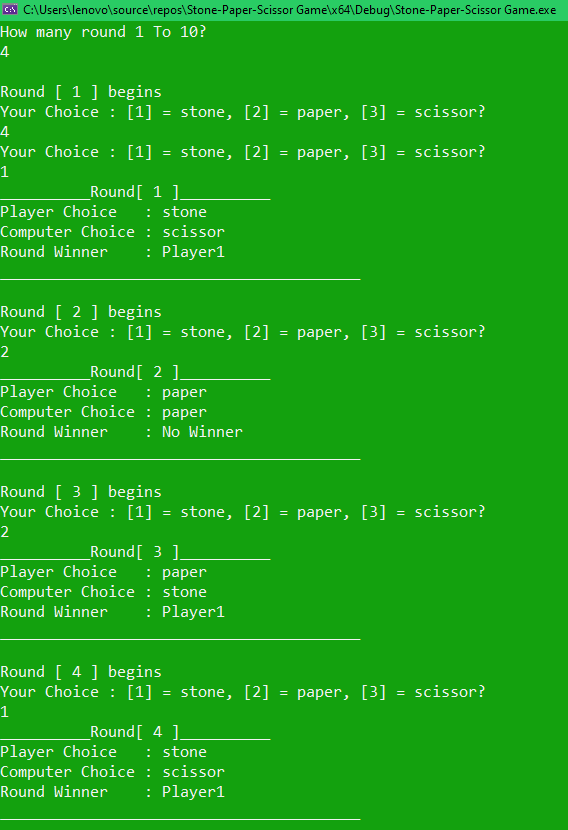 C:\Users\lenovo\source\repos\Stone-Paper-Scissor Game\x64\Debug\Stone-Paper-Scissor Game.exe
How many round 1 To 10?
4
Round [ 1 ] begins
Your Choice : [1] = stone, [2] = paper, [3] = scissor?
4
Your Choice : [1] = stone, [2] = paper, [3] = scissor?
1
__________Round[ 1 ]__________
Player Choice   : stone
Computer Choice : scissor
Round Winner    : Player1
________________________________________
Round [ 2 ] begins
Your Choice : [1] = stone, [2] = paper, [3] = scissor?
2
__________Round[ 2 ]__________
Player Choice   : paper
Computer Choice : paper
Round Winner    : No Winner
________________________________________
Round [ 3 ] begins
Your Choice : [1] = stone, [2] = paper, [3] = scissor?
2
__________Round[ 3 ]__________
Player Choice   : paper
Computer Choice : stone
Round Winner    : Player1
________________________________________
Round [ 4 ] begins
Your Choice : [1] = stone, [2] = paper, [3] = scissor?
1
__________Round[ 4 ]__________
Player Choice   : stone
Computer Choice : scissor
Round Winner    : Player1
________________________________________